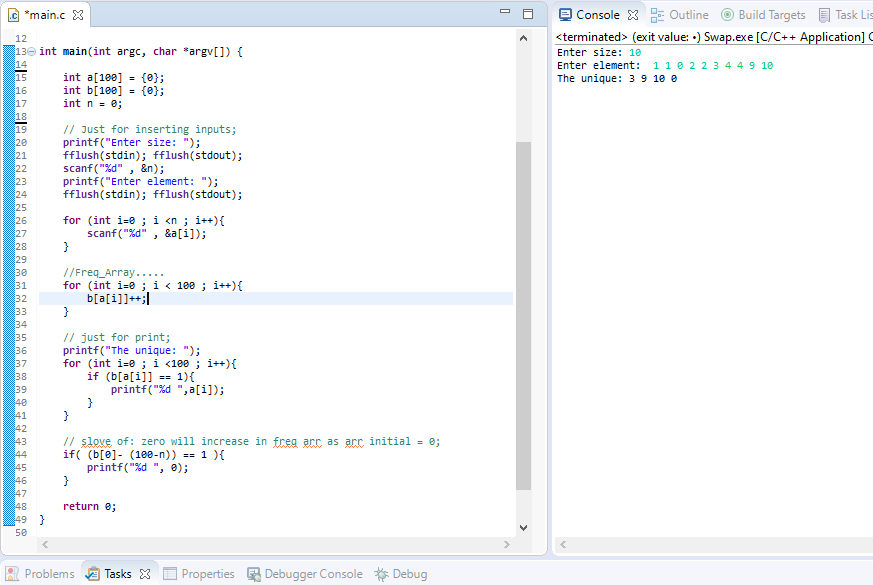 *main.c
12
13 int main(int argc, char *argv[]) {
14
15 int a[100] = {0};
16 int b[100] = {0};
17 int n = 0;
18
19 // Just for inserting inputs;
20 printf("Enter size: ");
21 fflush(stdin); fflush(stdout);
22 scanf("%d" , &n);
23 printf("Enter element: ");
24 fflush(stdin); fflush(stdout);
25
26 for (int i=0 ; i <n ; i++){
27 scanf("%d" , &a[i]);
28 }
29
30 //Freq_Array.....
31 for (int i=0 ; i < 100 ; i++){
32 b[a[i]]++;
33 }
34
35 // just for print;
36 printf("The unique: ");
37 for (int i=0 ; i <100 ; i++){
38 if (b[a[i]] == 1){
39 printf("%d ",a[i]);
40 }
41 }
42
43 // slove of: zero will increase in freq arr as arr initial = 0;
44 if( (b[0]- (100-n)) == 1 ){
45 printf("%d ", 0);
46 }
47
48 return 0;
49 }
50
Console Outline Build Targets Task Lis
<terminated> (exit value: •) Swap.exe [C/C++ Application] C
Enter size: 10
Enter element: 1 1 0 2 2 3 4 4 9 10
The unique: 3 9 10 0
Problems Tasks Properties Debugger Console Debug